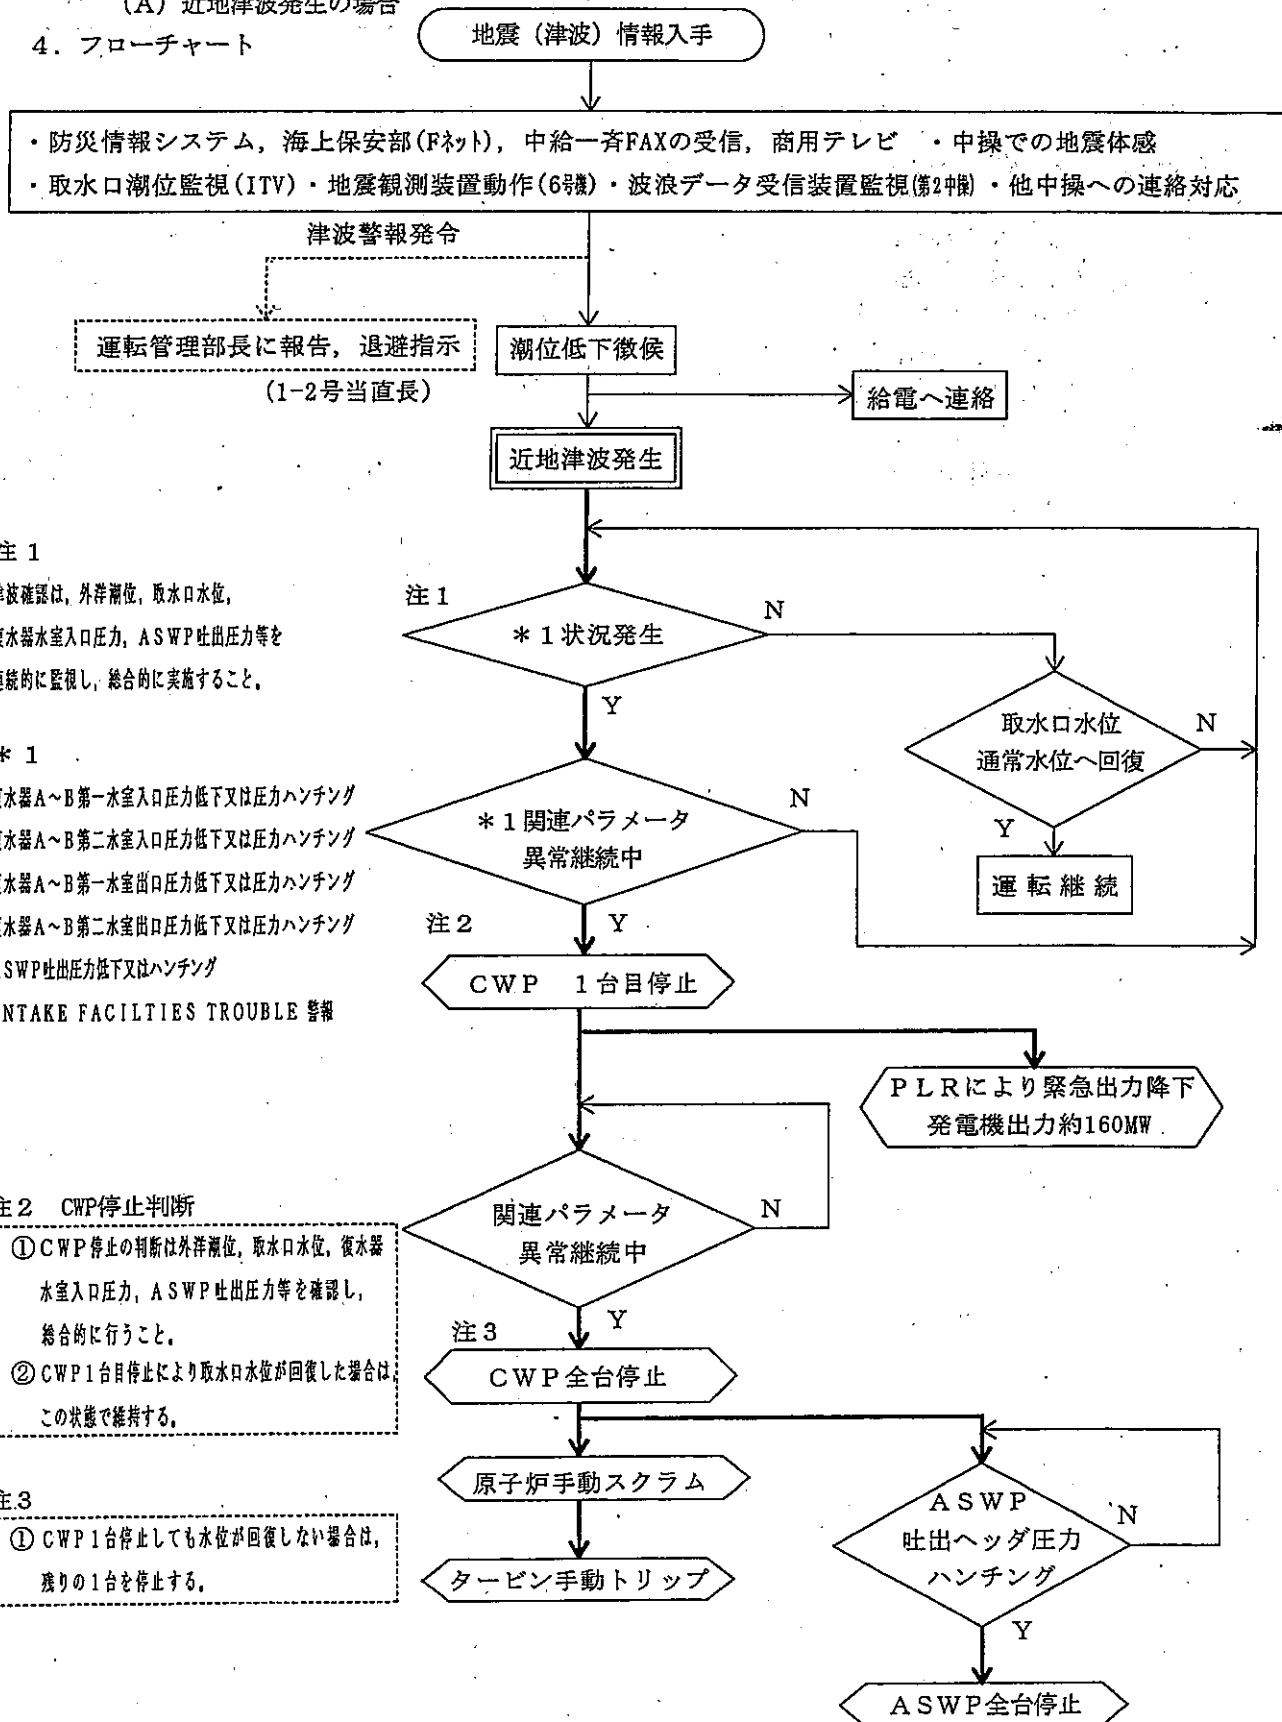 (A) 近地津波発生の場合
4. フローチャート
地震（津波）情報入手
・防災情報システム, 海上保安部(Fネット), 中給一斉FAXの受信, 商用テレビ ・中操での地震体感
・取水口潮位監視(ITV)・地震観測装置動作(6号機)・波浪データ受信装置監視(第2中操)・他中操への連絡対応
津波警報発令
運転管理部長に報告, 退避指示
(1-2号当直長)
潮位低下徴候
給電へ連絡
近地津波発生
注1
津波確認は, 外洋潮位, 取水口水位,
復水器水室入口圧力, ASWP吐出圧力等を
連続的に監視し, 総合的に実施すること。
注1
*1状況発生
N
Y
取水口水位
通常水位へ回復
N
Y
運転継続
*1
復水器A～B第一水室入口圧力低下又は圧力ハンチング
復水器A～B第二水室入口圧力低下又は圧力ハンチング
復水器A～B第一水室出口圧力低下又は圧力ハンチング
復水器A～B第二水室出口圧力低下又は圧力ハンチング
ASWP吐出圧力低下又はハンチング
INTAKE FACILTIES TROUBLE 警報
*1関連パラメータ
異常継続中
N
Y
注2
CWP 1台目停止
PLRにより緊急出力降下
発電機出力約160MW
関連パラメータ
異常継続中
N
Y
注2 CWP停止判断
①CWP停止の判断は外洋潮位, 取水口水位, 復水器
水室入口圧力, ASWP吐出圧力等を確認し,
総合的に行うこと。
②CWP1台目停止により取水口水位が回復した場合は,
この状態で維持する。
注3
CWP全台停止
原子炉手動スクラム
タービン手動トリップ
注3
①CWP1台停止しても水位が回復しない場合は,
残りの1台を停止する。
ASWP
吐出ヘッダ圧力
ハンチング
N
Y
ASWP全台停止